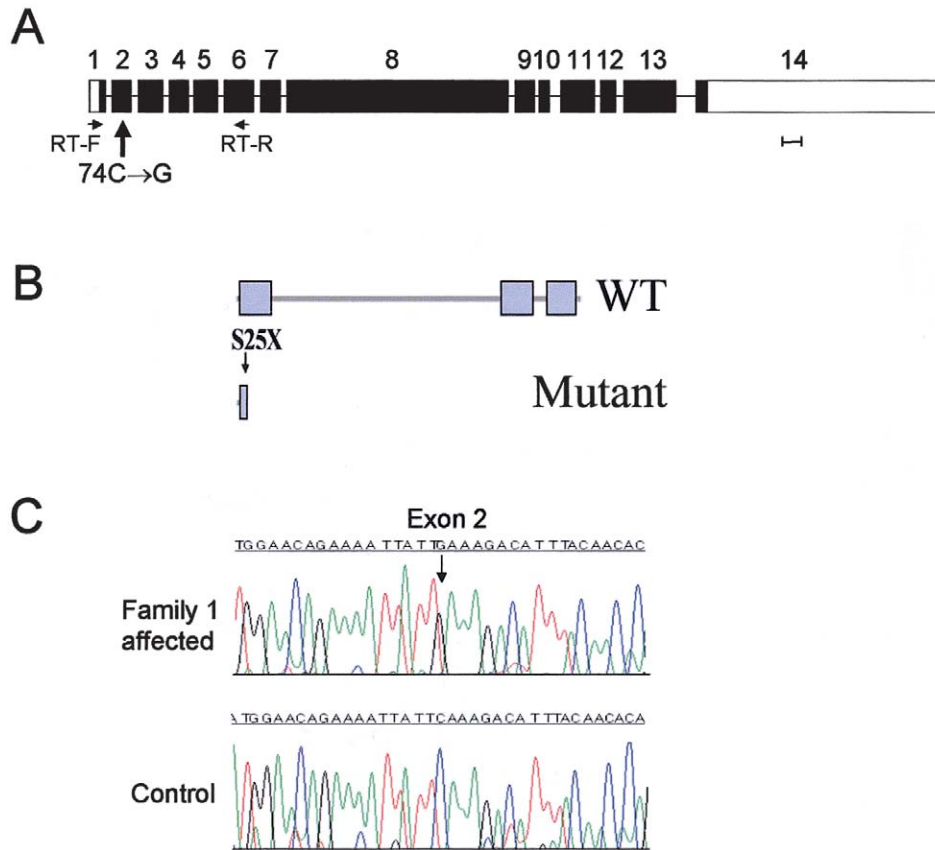 A
1 2 3 4 5 6 7 8 9 10 11 12 13 14
RT-F RT-R
74C→G
B
WT
S25X
Mutant
C
Exon 2
TGGAACAGAAAATTATTGAAAGACATTTACAACAC
Family 1
affected
ATGGAACAGAAAATTATTCAAAGACATTTACAACACA
Control